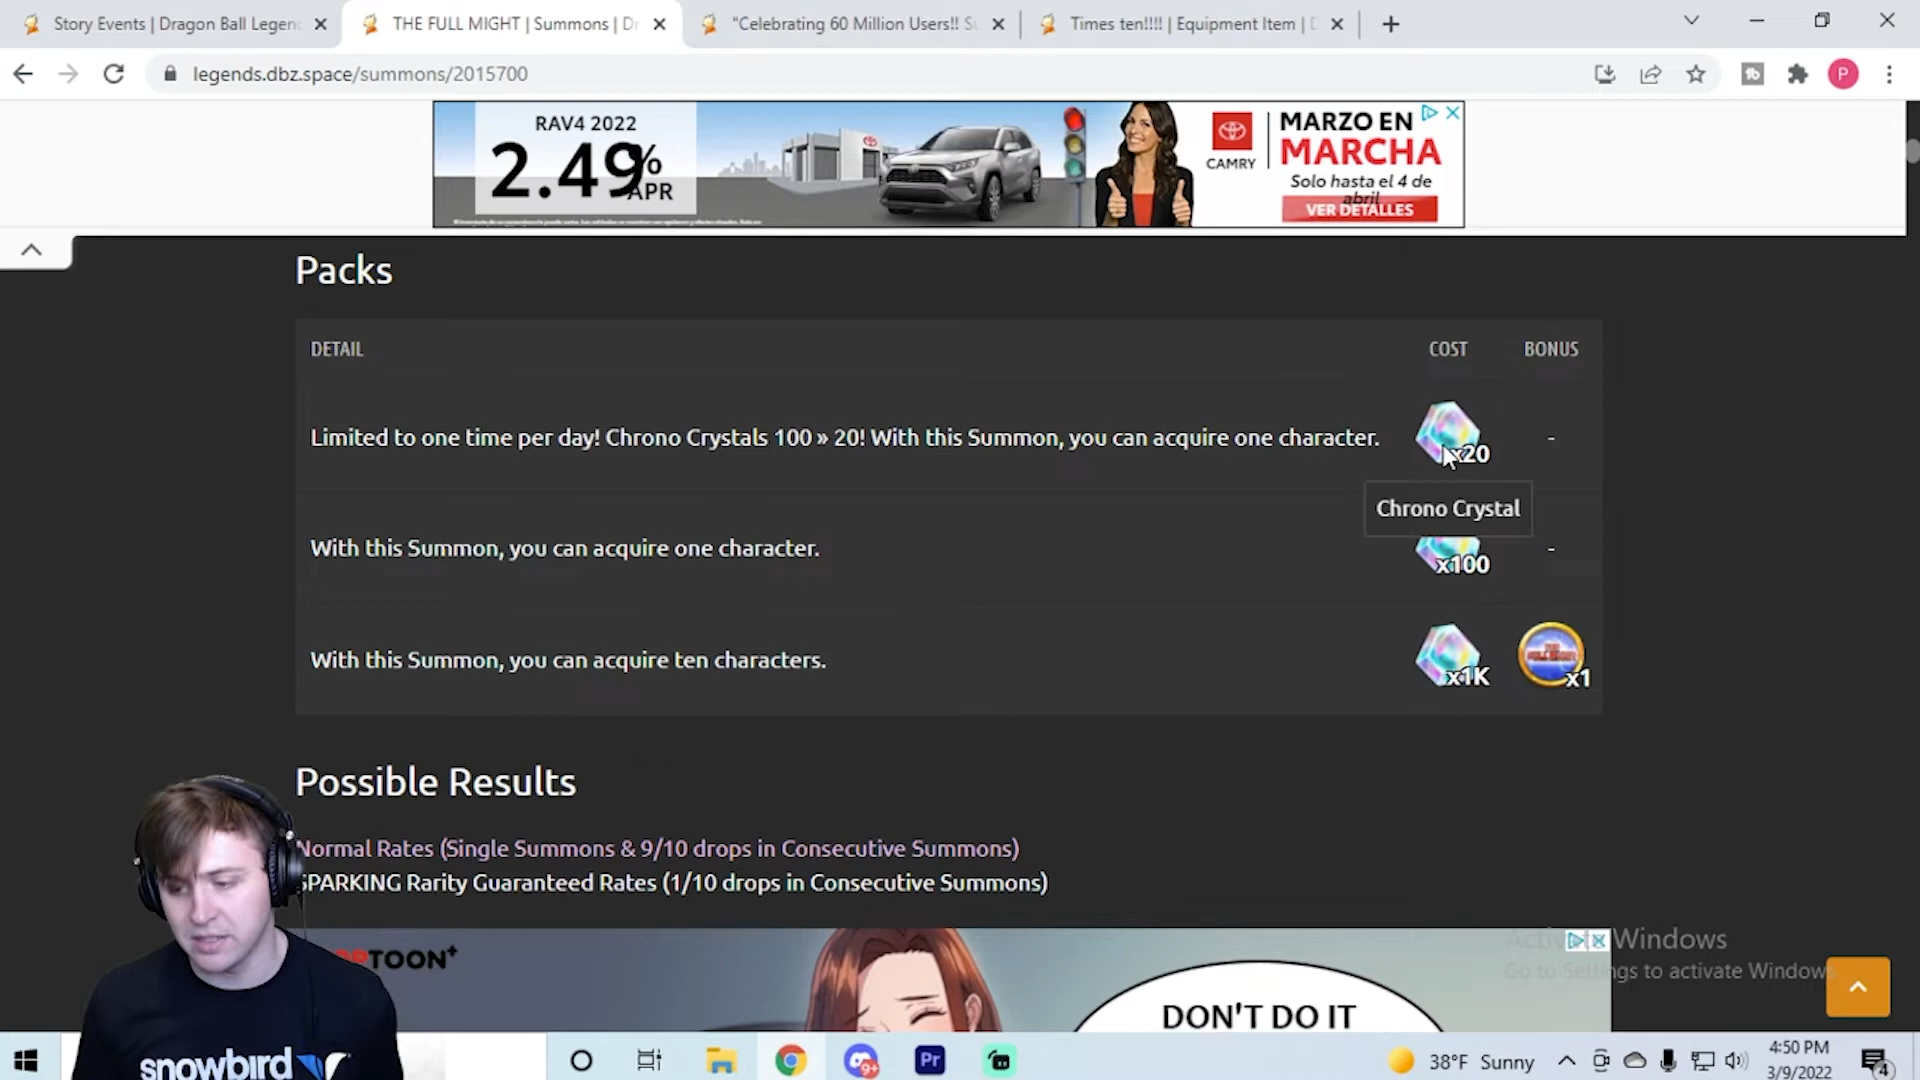 Story Events | Dragon Ball Legen
THE FULL MIGHT | Summons | Dr
"Celebrating 60 Million Users!! Su
Times ten!!!! | Equipment Item | D
legends.dbz.space/summons/2015700
P
RAV4 2022
2.49%
APR
CAMRY
MARZO EN
MARCHA
Solo hasta el 4 de
abril
VER DETALLES
Packs
DETAIL
COST
BONUS
Limited to one time per day! Chrono Crystals 100 » 20! With this Summon, you can acquire one character.
x20
-
Chrono Crystal
With this Summon, you can acquire one character.
x100
-
With this Summon, you can acquire ten characters.
x1K
x1
Possible Results
Normal Rates (Single Summons & 9/10 drops in Consecutive Summons)
SPARKING Rarity Guaranteed Rates (1/10 drops in Consecutive Summons)
TOON+
DON'T DO IT
Windows
Go to Settings to activate Windows
snowbird
9+
Pr
38°F Sunny
4:50 PM
3/9/2022
4